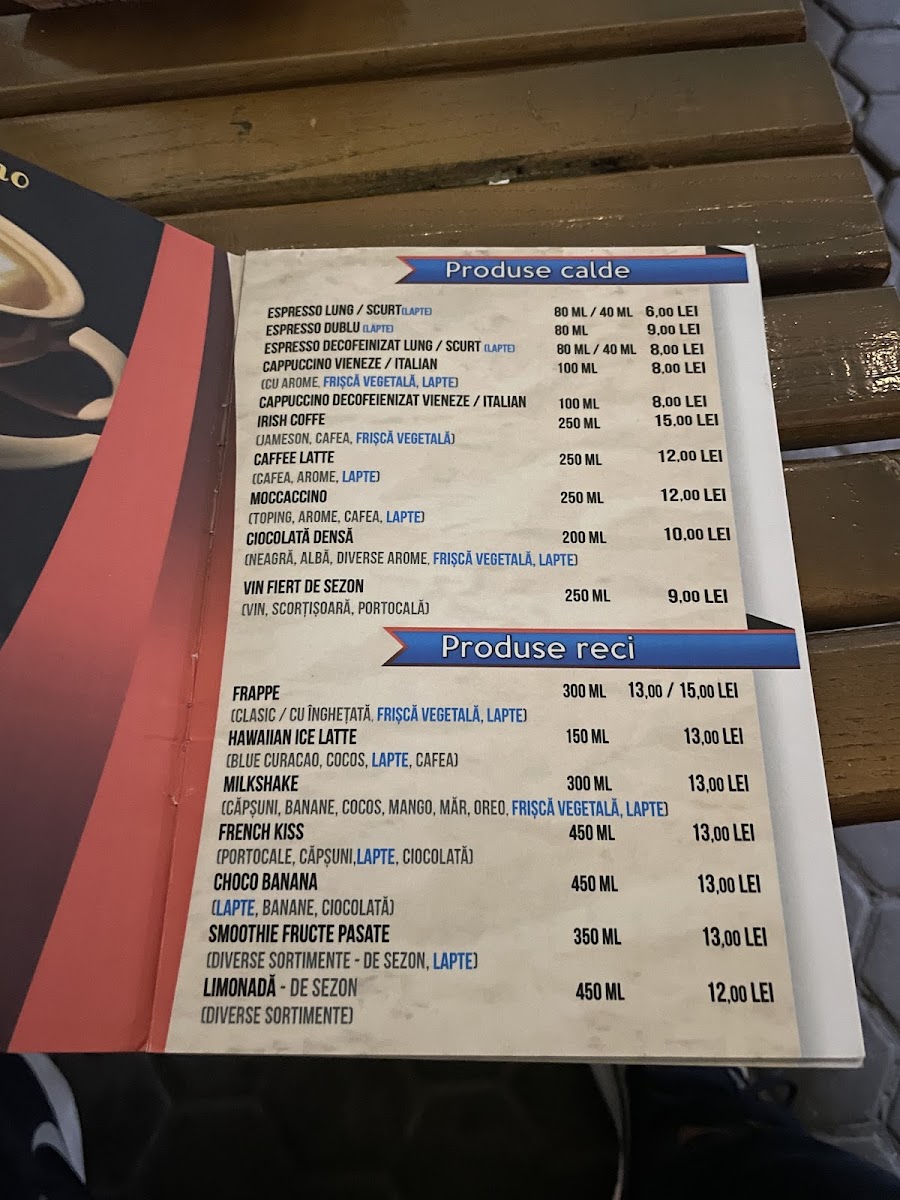 Produse calde
ESPRESSO LUNG / SCURT(LAPTE) 80 ML / 40 ML 6,00 LEI
ESPRESSO DUBLU (LAPTE) 80 ML 9,00 LEI
ESPRESSO DECOFEINIZAT LUNG / SCURT (LAPTE) 80 ML / 40 ML 8,00 LEI
CAPPUCCINO VIENEZE / ITALIAN 100 ML 8,00 LEI
(CU AROME, FRIȘCĂ VEGETALĂ, LAPTE)
CAPPUCCINO DECOFEIENIZAT VIENEZE / ITALIAN 100 ML 8,00 LEI
IRISH COFFE 250 ML 15,00 LEI
(JAMESON, CAFEA, FRIȘCĂ VEGETALĂ)
CAFFEE LATTE 250 ML 12,00 LEI
(CAFEA, AROME, LAPTE)
MOCCACCINO 250 ML 12,00 LEI
(TOPING, AROME, CAFEA, LAPTE)
CIOCOLATĂ DENSĂ 200 ML 10,00 LEI
(NEAGRĂ, ALBĂ, DIVERSE AROME, FRIȘCĂ VEGETALĂ, LAPTE)
VIN FIERT DE SEZON 250 ML 9,00 LEI
(VIN, SCORȚIȘOARĂ, PORTOCALĂ)
Produse reci
FRAPPE 300 ML 13,00 / 15,00 LEI
(CLASIC / CU ÎNGHEȚATĂ, FRIȘCĂ VEGETALĂ, LAPTE)
HAWAIIAN ICE LATTE 150 ML 13,00 LEI
(BLUE CURACAO, COCOS, LAPTE, CAFEA)
MILKSHAKE 300 ML 13,00 LEI
(CĂPȘUNI, BANANE, COCOS, MANGO, MĂR, OREO, FRIȘCĂ VEGETALĂ, LAPTE)
FRENCH KISS 450 ML 13,00 LEI
(PORTOCALE, CĂPȘUNI,LAPTE, CIOCOLATĂ)
CHOCO BANANA 450 ML 13,00 LEI
(LAPTE, BANANE, CIOCOLATĂ)
SMOOTHIE FRUCTE PASATE 350 ML 13,00 LEI
(DIVERSE SORTIMENTE - DE SEZON, LAPTE)
LIMONADĂ - DE SEZON 450 ML 12,00 LEI
(DIVERSE SORTIMENTE)